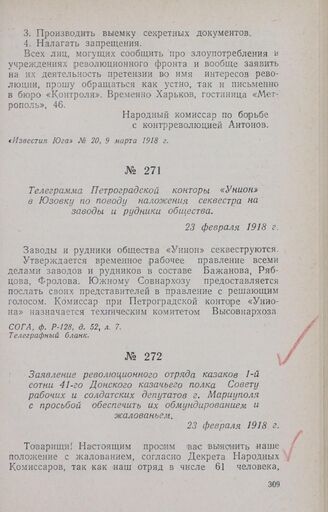 3. Производить выемку секретных документов.
4. Налагать запрещения.
Всех лиц, могущих сообщить про злоупотребления в
учреждениях революционного фронта и вообще заявить
на их деятельность претензии во имя интересов рево-
люции, прошу обращаться как устно, так и письменно
в бюро «Контроля». Временно Харьков, гостиница «Мет-
рополь», 46.
Народный комиссар по борьбе
с контрреволюцией Антонов.
«Известия Юга» № 20, 9 марта 1918 г.
№ 271
Телеграмма Петроградской конторы «Унион»
в Юзовку по поводу наложения секвестра на
заводы и рудники общества.
23 февраля 1918 г.
Заводы и рудники общества «Унион» секвеструются.
Утверждается временное рабочее правление всеми
делами заводов и рудников в составе Бажанова, Ряб-
цова, Фролова. Южному Совнархозу предоставляется
послать своих представителей в правление с решающим
голосом. Комиссар при Петроградской конторе «Унио-
на» назначается техническим комитетом Высовнархоза
СОГА, ф. Р-128, д. 52, л. 7.
Телеграфный бланк.
№ 272
Заявление революционного отряда казаков 1-й
сотни 41-го Донского казачьего полка Совету
рабочих и солдатских депутатов г. Мариуполя
с просьбой обеспечить их обмундированием и
жалованьем.
23 февраля 1918 г.
Товарищи! Настоящим просим вас выяснить наше
положение с жалованием, согласно Декрета Народных
Комиссаров, так как наш отряд в числе 61 человека,
309